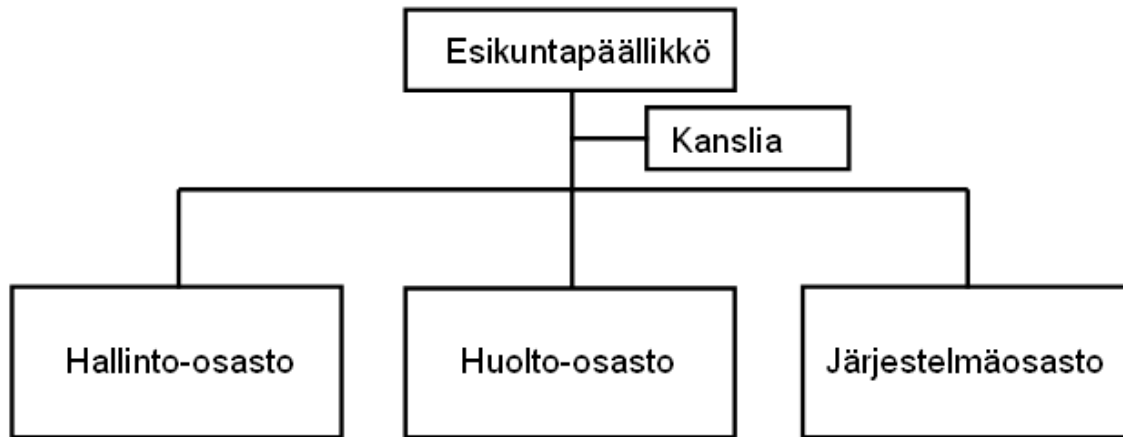 Esikuntapäällikkö
Kanslia
Hallinto-osasto
Huolto-osasto
Järjestelmäosasto